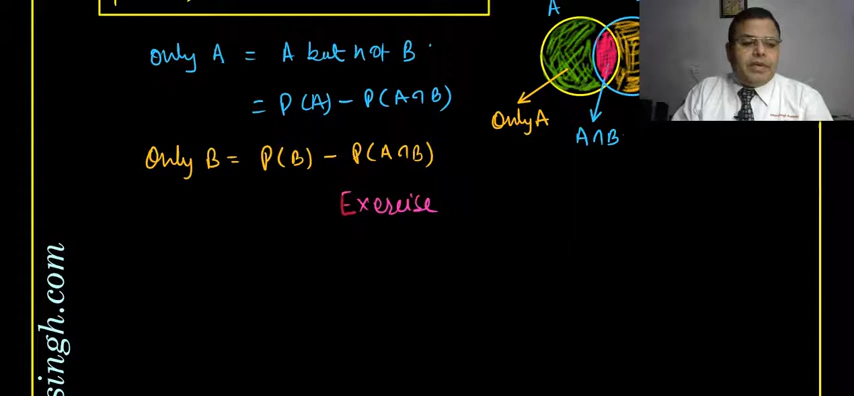 A
Only A = A but not B
= P(A) - P(A∩B)
Only A
A∩B
Only B = P(B) - P(A∩B)
Exercise
singh.com